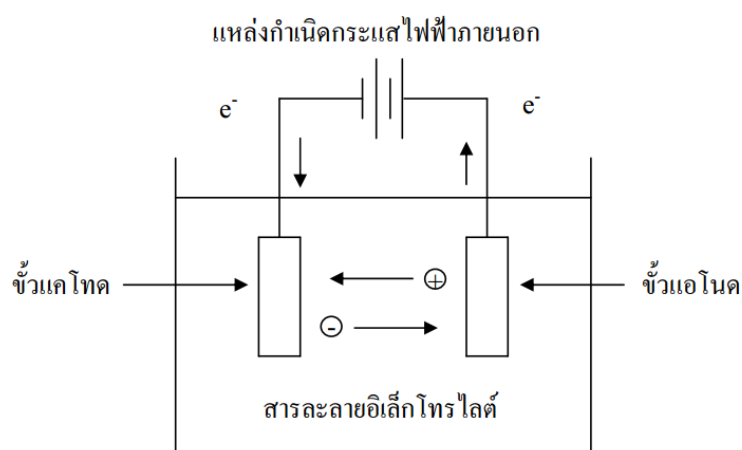 แหล่งกำเนิดกระแสไฟฟ้าภายนอก
e⁻
e⁻
ขั้วแคโทด
+
ขั้วแอโนด
-
สารละลายอิเล็กโทรไลต์